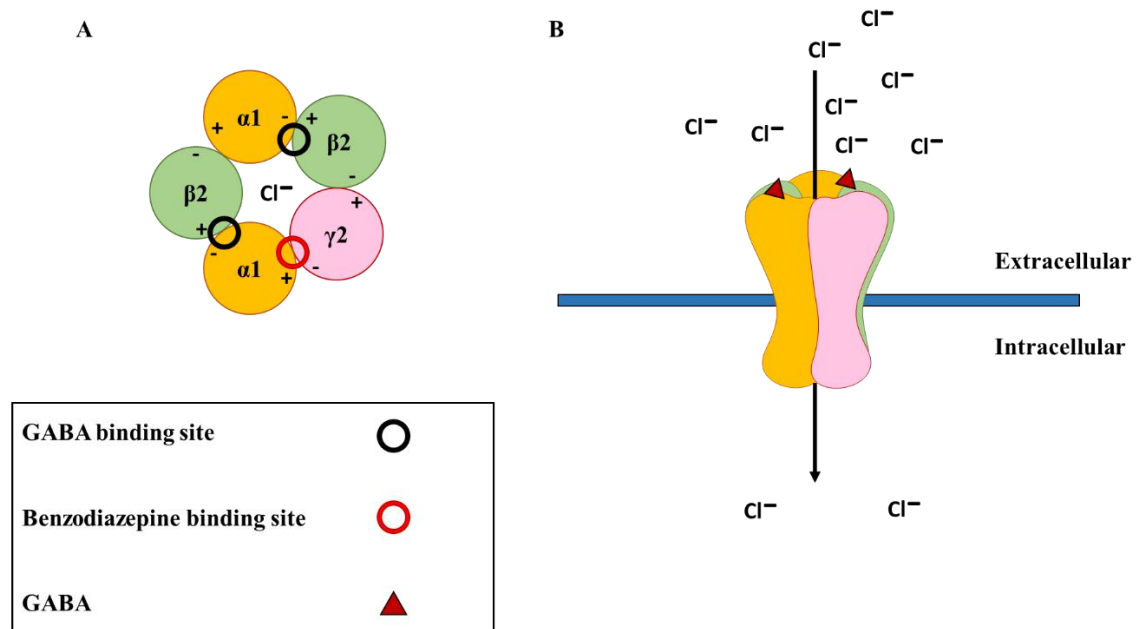 A
α1
+
-
+
β2
-
-
β2
+
Cl⁻
+
γ2
-
α1
+
-
GABA binding site
Benzodiazepine binding site
GABA
B
Cl⁻
Cl⁻
Cl⁻
Cl⁻
Cl⁻
Cl⁻
Cl⁻
Cl⁻
Extracellular
Intracellular
Cl⁻
Cl⁻